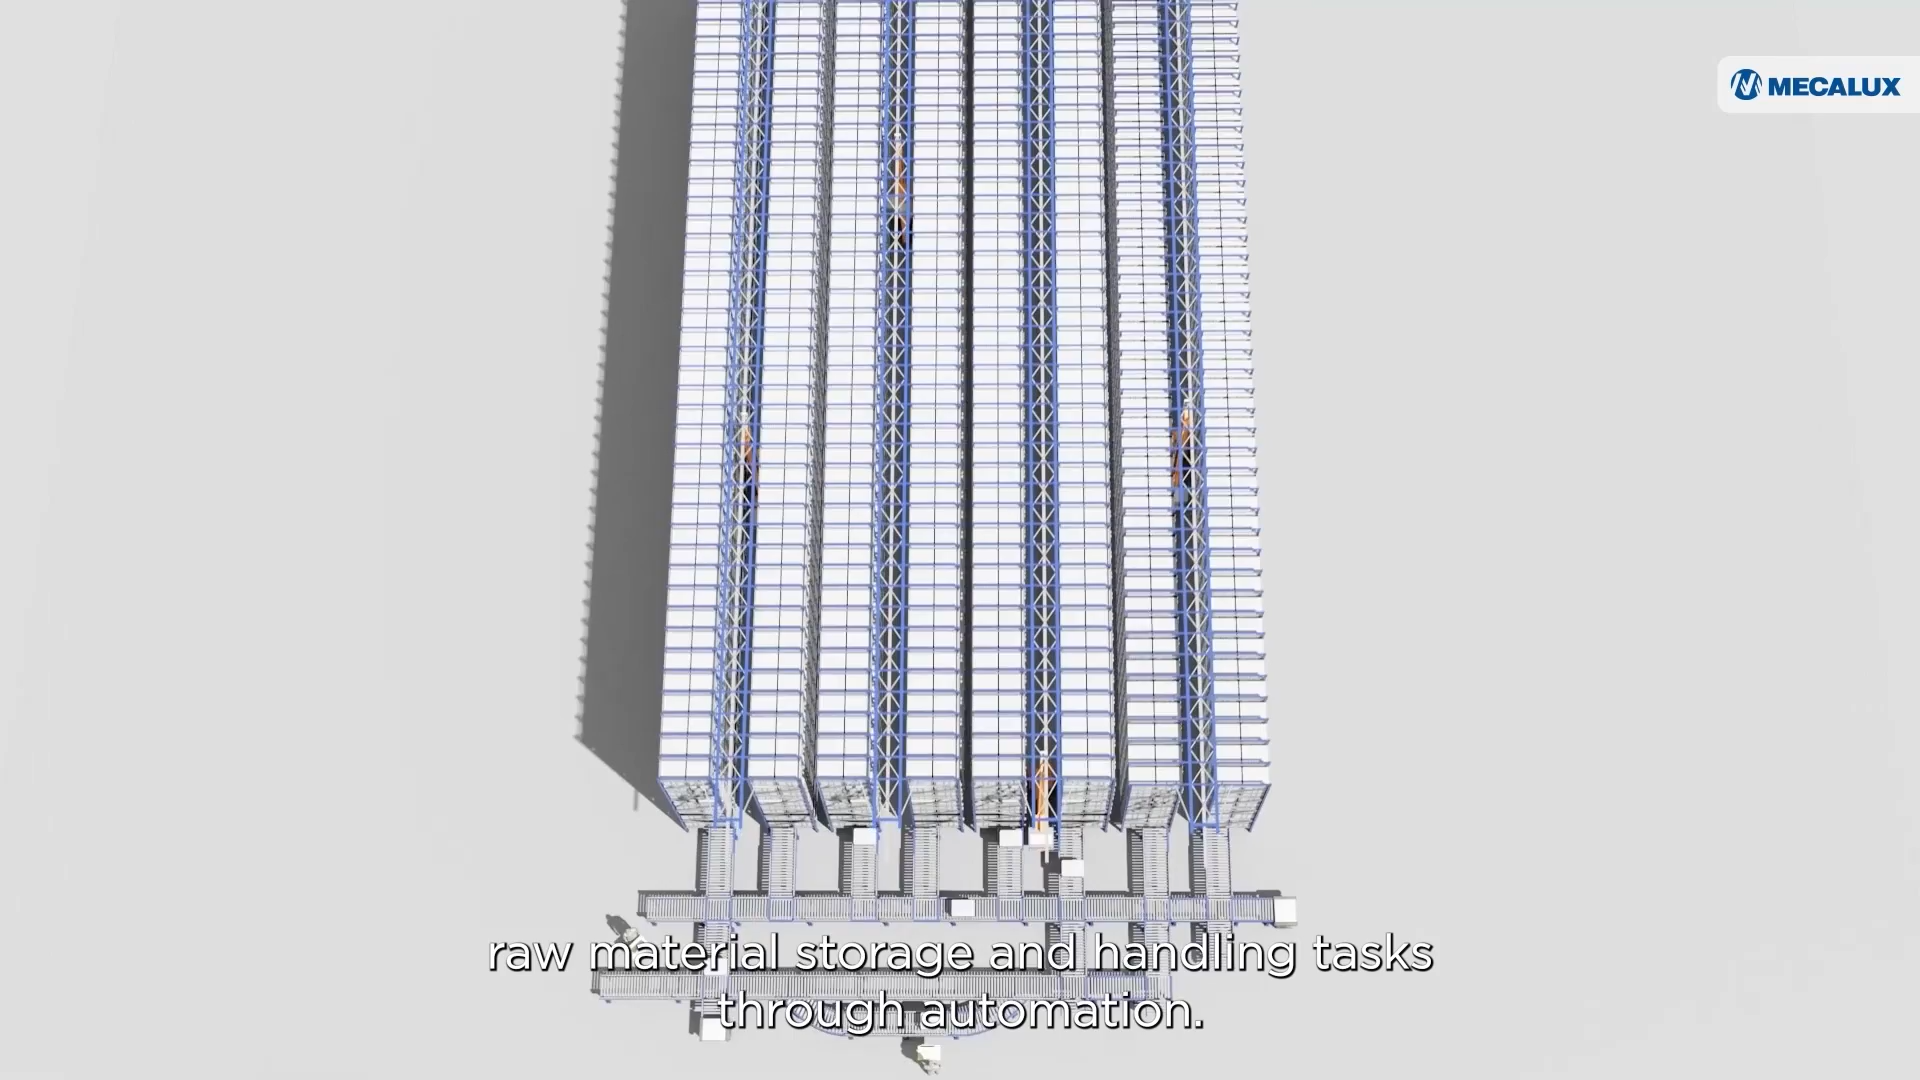 MECALUX
raw material storage and handling tasks
through automation.